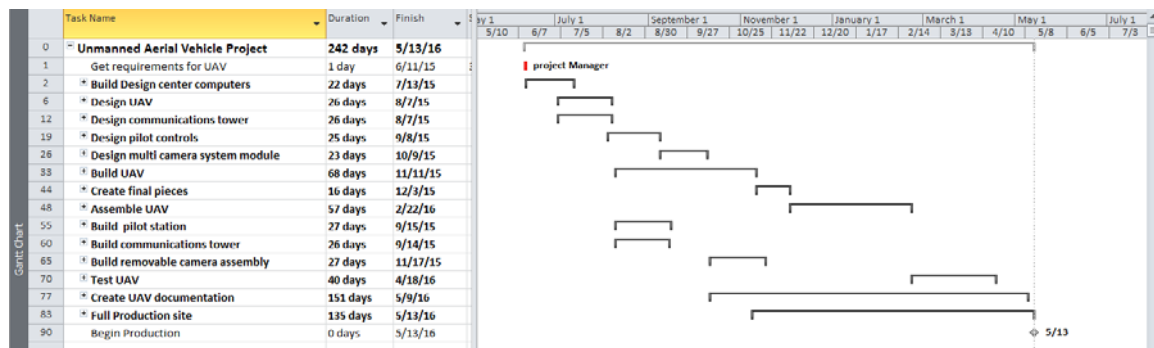 Task Name Duration Finish ay 1 July 1 September 1 November 1 January 1 March 1 May 1 July 1
5/10 6/7 7/5 8/2 8/30 9/27 10/25 11/22 12/20 1/17 2/14 3/13 4/10 5/8 6/5 7/3
0 Unmanned Aerial Vehicle Project 242 days 5/13/16
1 Get requirements for UAV 1 day 6/11/15 project Manager
2 Build Design center computers 22 days 7/13/15
6 Design UAV 26 days 8/7/15
12 Design communications tower 26 days 8/7/15
19 Design pilot controls 25 days 9/8/15
26 Design multi camera system module 23 days 10/9/15
33 Build UAV 68 days 11/11/15
44 Create final pieces 16 days 12/3/15
48 Assemble UAV 57 days 2/22/16
55 Build pilot station 27 days 9/15/15
60 Build communications tower 26 days 9/14/15
65 Build removable camera assembly 27 days 11/17/15
70 Test UAV 40 days 4/18/16
77 Create UAV documentation 151 days 5/9/16
83 Full Production site 135 days 5/13/16
90 Begin Production 0 days 5/13/16 5/13
Gantt Chart